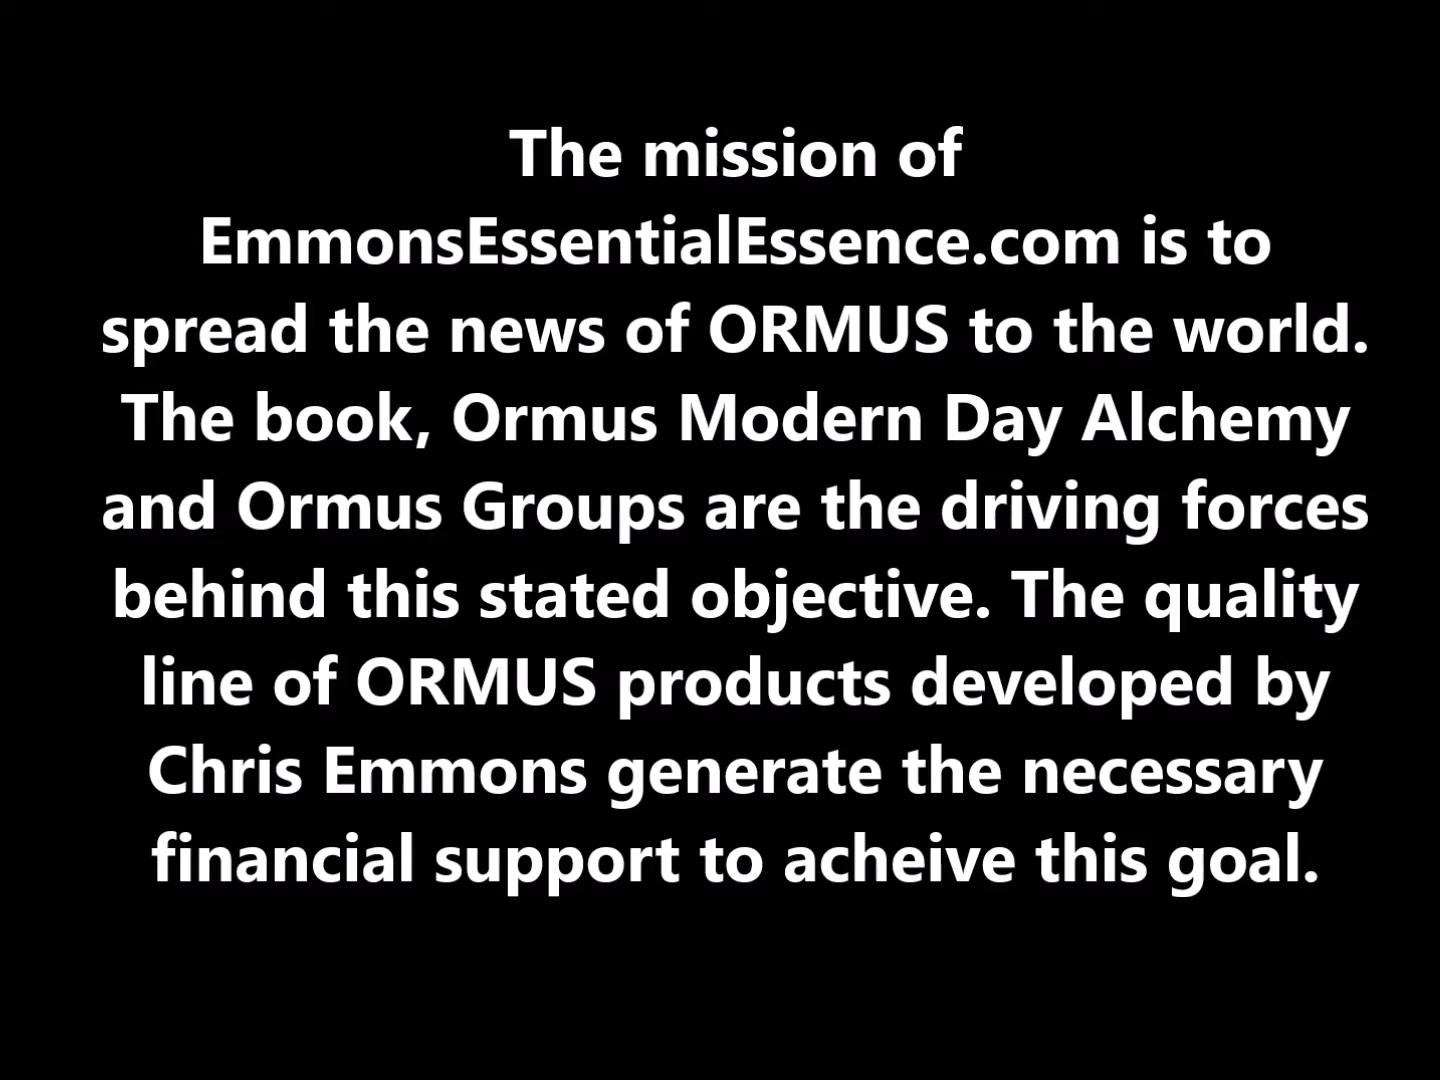 The mission of
EmmonsEssentialEssence.com is to
spread the news of ORMUS to the world.
The book, Ormus Modern Day Alchemy
and Ormus Groups are the driving forces
behind this stated objective. The quality
line of ORMUS products developed by
Chris Emmons generate the necessary
financial support to acheive this goal.